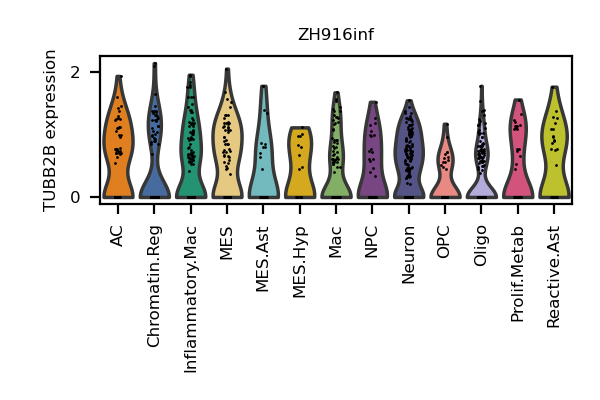 ZH916inf
TUBB2B expression
2
0
AC
Chromatin.Reg
Inflammatory.Mac
MES
MES.Ast
MES.Hyp
Mac
NPC
Neuron
OPC
Oligo
Prolif.Metab
Reactive.Ast